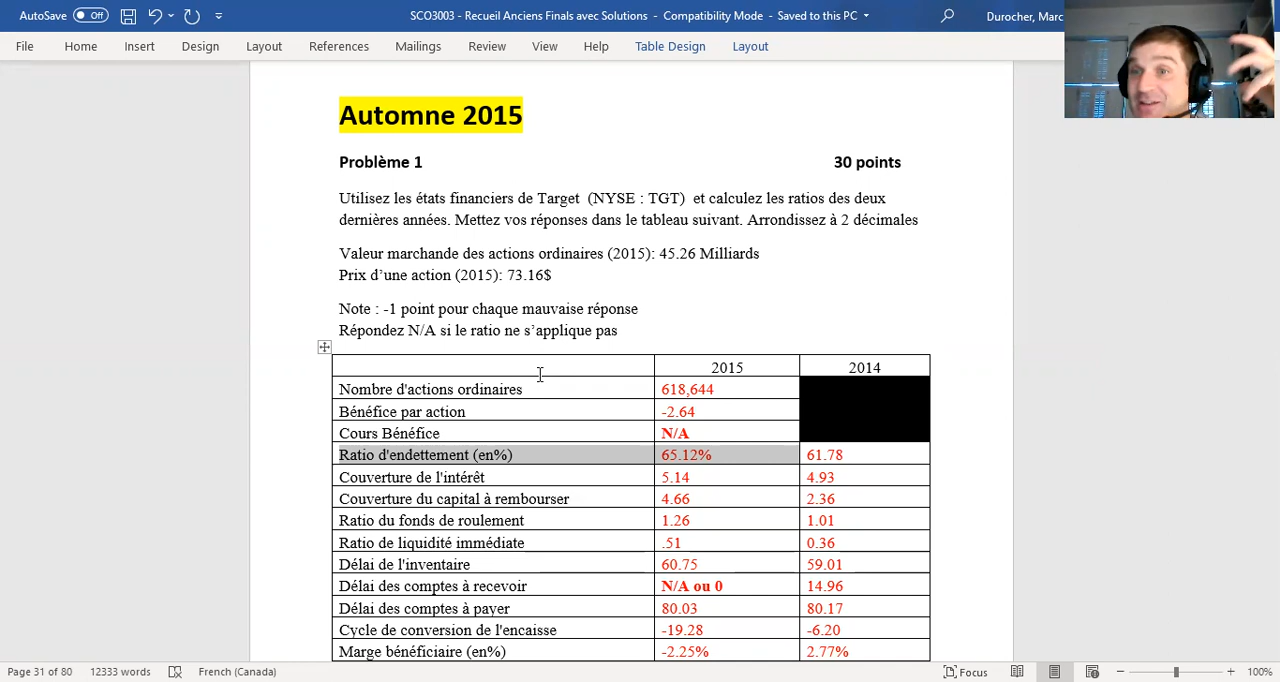 AutoSave Off SCO3003 - Recueil Anciens Finals avec Solutions - Compatibility Mode - Saved to this PC Durocher, Marc
File Home Insert Design Layout References Mailings Review View Help Table Design Layout
Automne 2015
Problème 1 30 points
Utilisez les états financiers de Target (NYSE : TGT) et calculez les ratios des deux
dernières années. Mettez vos réponses dans le tableau suivant. Arrondissez à 2 décimales
Valeur marchande des actions ordinaires (2015): 45.26 Milliards
Prix d’une action (2015): 73.16$
Note : -1 point pour chaque mauvaise réponse
Répondez N/A si le ratio ne s’applique pas
2015 2014
Nombre d'actions ordinaires 618,644
Bénéfice par action -2.64
Cours Bénéfice N/A
Ratio d'endettement (en%) 65.12% 61.78
Couverture de l'intérêt 5.14 4.93
Couverture du capital à rembourser 4.66 2.36
Ratio du fonds de roulement 1.26 1.01
Ratio de liquidité immédiate .51 0.36
Délai de l'inventaire 60.75 59.01
Délai des comptes à recevoir N/A ou 0 14.96
Délai des comptes à payer 80.03 80.17
Cycle de conversion de l'encaisse -19.28 -6.20
Marge bénéficiaire (en%) -2.25% 2.77%
Page 31 of 80 12333 words French (Canada) Focus 100%